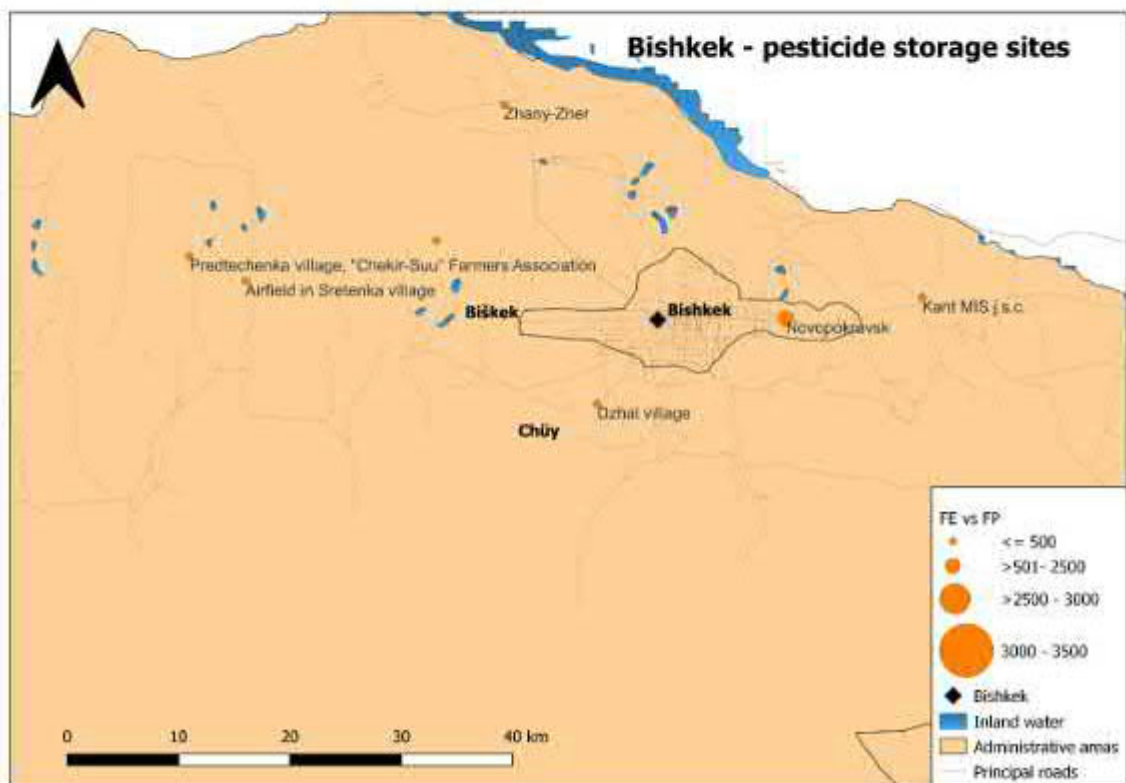 Bishkek - pesticide storage sites
Zhany-Zher
Predtechenka village, "Chekir-Suu" Farmers Association
Airfield in Sretenka village
Biškek
Bishkek
Novopokravsk
Kant MIS j.s.c.
Dzhal village
Chüy
FE vs FP
< = 500
>501- 2500
>2500 - 3000
3000 - 3500
Bishkek
Inland water
Administrative areas
Principal roads
0 10 20 30 40 km